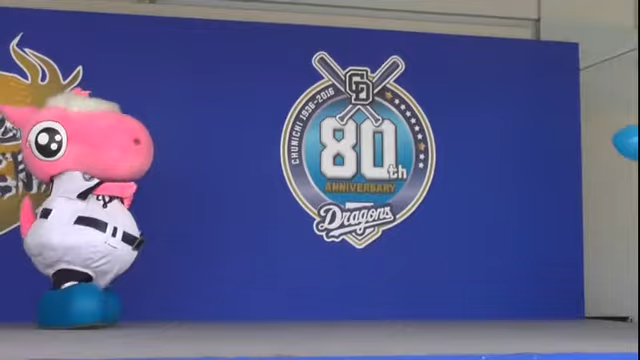 CD
CHUNICHI 1936-2016
80th
ANNIVERSARY
Dragons